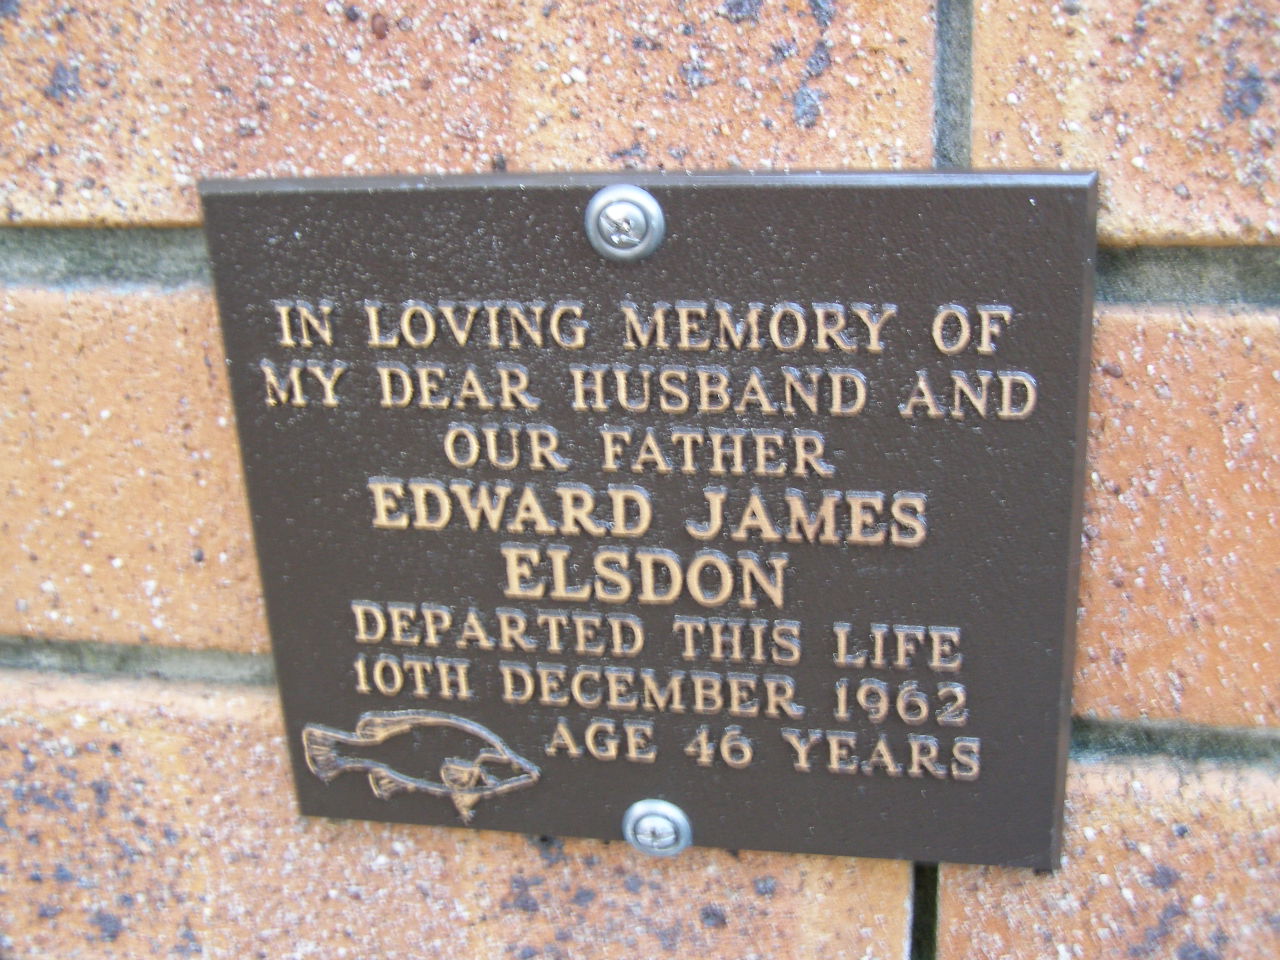 IN LOVING MEMORY OF
MY DEAR HUSBAND AND
OUR FATHER
EDWARD JAMES
ELSDON
DEPARTED THIS LIFE
10TH DECEMBER 1962
AGE 46 YEARS